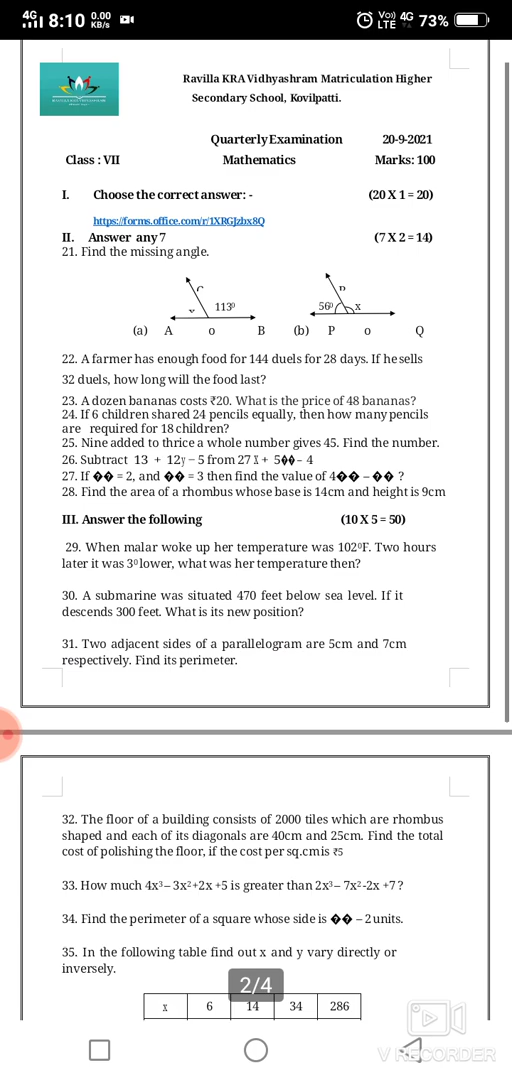 4G 8:10 0.00 KB/s Vo) LTE 4G 73%
Ravilla KRA Vidhyashram Matriculation Higher
Secondary School, Kovilpatti.
Quarterly Examination 20-9-2021
Class : VII Mathematics Marks: 100
I. Choose the correct answer: - (20 X 1 = 20)
https://forms.office.com/r/1XRGJzbx8Q
II. Answer any 7 (7 X 2 = 14)
21. Find the missing angle.
113⁰ 56⁰ x
(a) A o B (b) P o Q
22. A farmer has enough food for 144 duels for 28 days. If he sells
32 duels, how long will the food last?
23. A dozen bananas costs ₹20. What is the price of 48 bananas?
24. If 6 children shared 24 pencils equally, then how many pencils
are required for 18 children?
25. Nine added to thrice a whole number gives 45. Find the number.
26. Subtract 13 + 12y – 5 from 27 x + 5�� – 4
27. If �� = 2, and �� = 3 then find the value of 4�� – �� ?
28. Find the area of a rhombus whose base is 14cm and height is 9cm
III. Answer the following (10 X 5 = 50)
29. When malar woke up her temperature was 102⁰F. Two hours
later it was 3⁰ lower, what was her temperature then?
30. A submarine was situated 470 feet below sea level. If it
descends 300 feet. What is its new position?
31. Two adjacent sides of a parallelogram are 5cm and 7cm
respectively. Find its perimeter.
32. The floor of a building consists of 2000 tiles which are rhombus
shaped and each of its diagonals are 40cm and 25cm. Find the total
cost of polishing the floor, if the cost per sq.cm is ₹5
33. How much 4x³ – 3x²+2x +5 is greater than 2x³ – 7x² -2x +7 ?
34. Find the perimeter of a square whose side is �� – 2 units.
35. In the following table find out x and y vary directly or
inversely.
2/4
x 6 14 34 286
V RECORDER